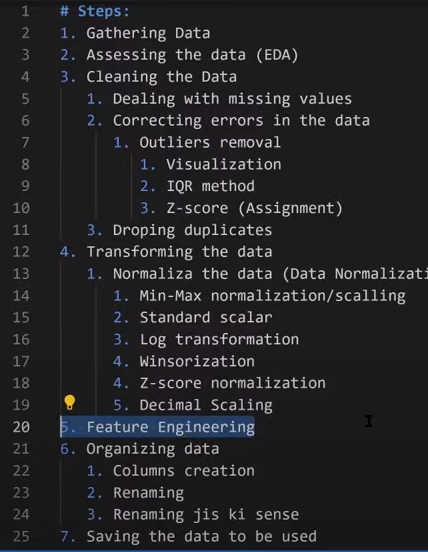 1 # Steps:
2 1. Gathering Data
3 2. Assessing the data (EDA)
4 3. Cleaning the Data
5 1. Dealing with missing values
6 2. Correcting errors in the data
7 1. Outliers removal
8 1. Visualization
9 2. IQR method
10 3. Z-score (Assignment)
11 3. Droping duplicates
12 4. Transforming the data
13 1. Normaliza the data (Data Normalizati
14 1. Min-Max normalization/scalling
15 2. Standard scalar
16 3. Log transformation
17 4. Winsorization
18 4. Z-score normalization
19 5. Decimal Scaling
20 5. Feature Engineering
21 6. Organizing data
22 1. Columns creation
23 2. Renaming
24 3. Renaming jis ki sense
25 7. Saving the data to be used